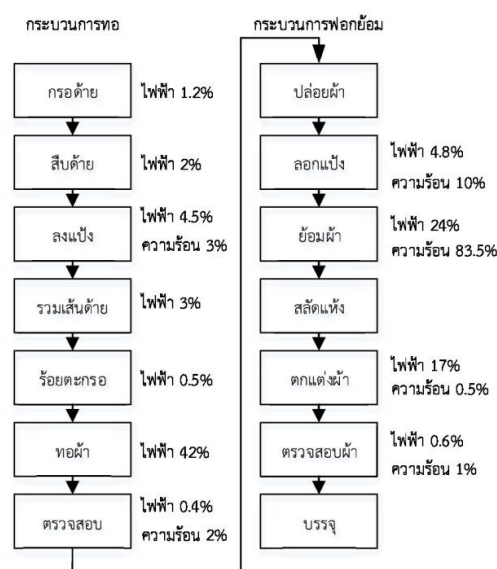 กระบวนการทอ
กรอด้าย
ไฟฟ้า 1.2%
สืบด้าย
ไฟฟ้า 2%
ลงแป้ง
ไฟฟ้า 4.5%
ความร้อน 3%
รวมเส้นด้าย
ไฟฟ้า 3%
ร้อยตะกรอ
ไฟฟ้า 0.5%
ทอผ้า
ไฟฟ้า 42%
ตรวจสอบ
ไฟฟ้า 0.4%
ความร้อน 2%
กระบวนการฟอกย้อม
ปล่อยผ้า
ลอกแป้ง
ไฟฟ้า 4.8%
ความร้อน 10%
ย้อมผ้า
ไฟฟ้า 24%
ความร้อน 83.5%
สลัดแห้ง
ตกแต่งผ้า
ไฟฟ้า 17%
ความร้อน 0.5%
ตรวจสอบผ้า
ไฟฟ้า 0.6%
ความร้อน 1%
บรรจุ